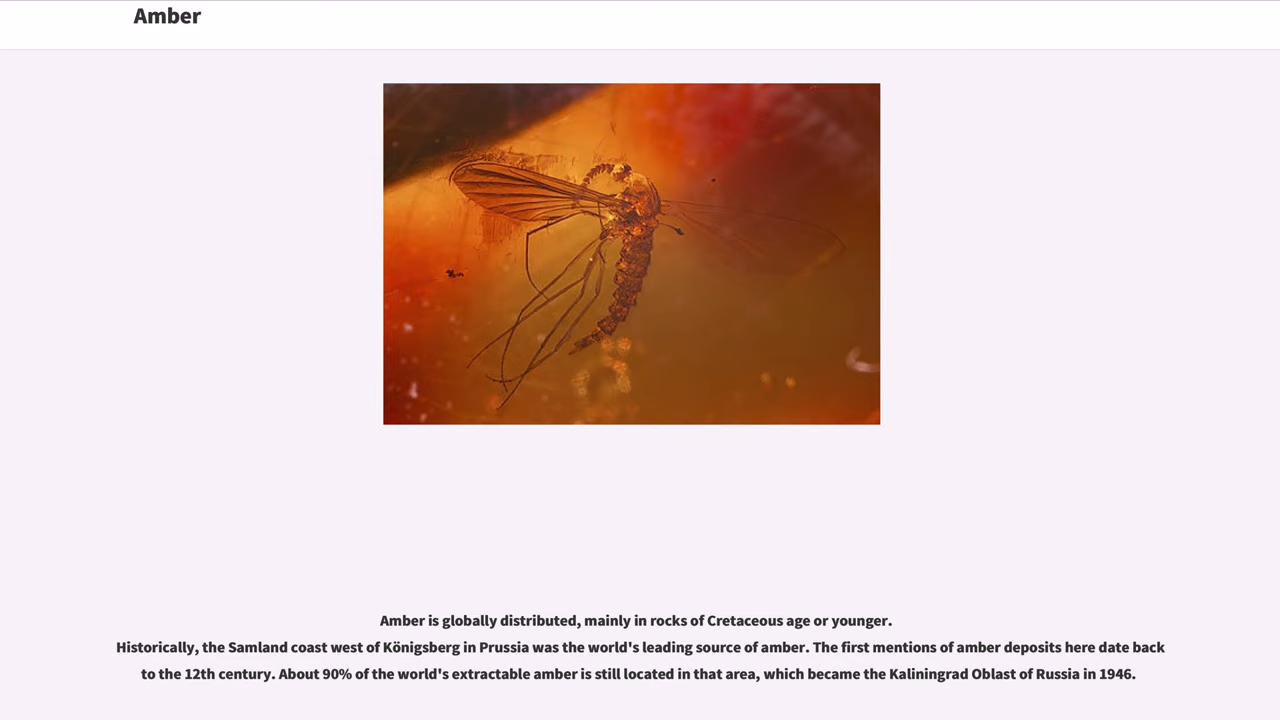 Amber
Amber is globally distributed, mainly in rocks of Cretaceous age or younger.
Historically, the Samland coast west of Königsberg in Prussia was the world's leading source of amber. The first mentions of amber deposits here date back
to the 12th century. About 90% of the world's extractable amber is still located in that area, which became the Kaliningrad Oblast of Russia in 1946.